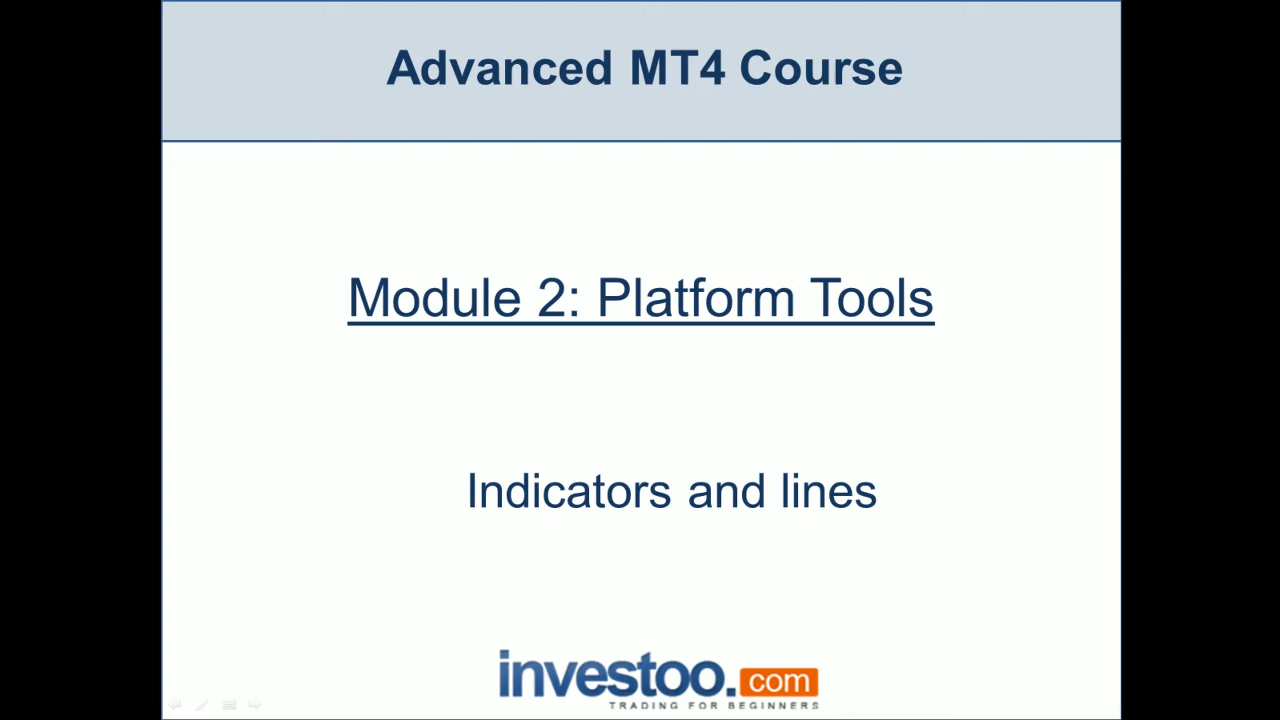 Advanced MT4 Course
Module 2: Platform Tools
Indicators and lines
investoo.com
TRADING FOR BEGINNERS